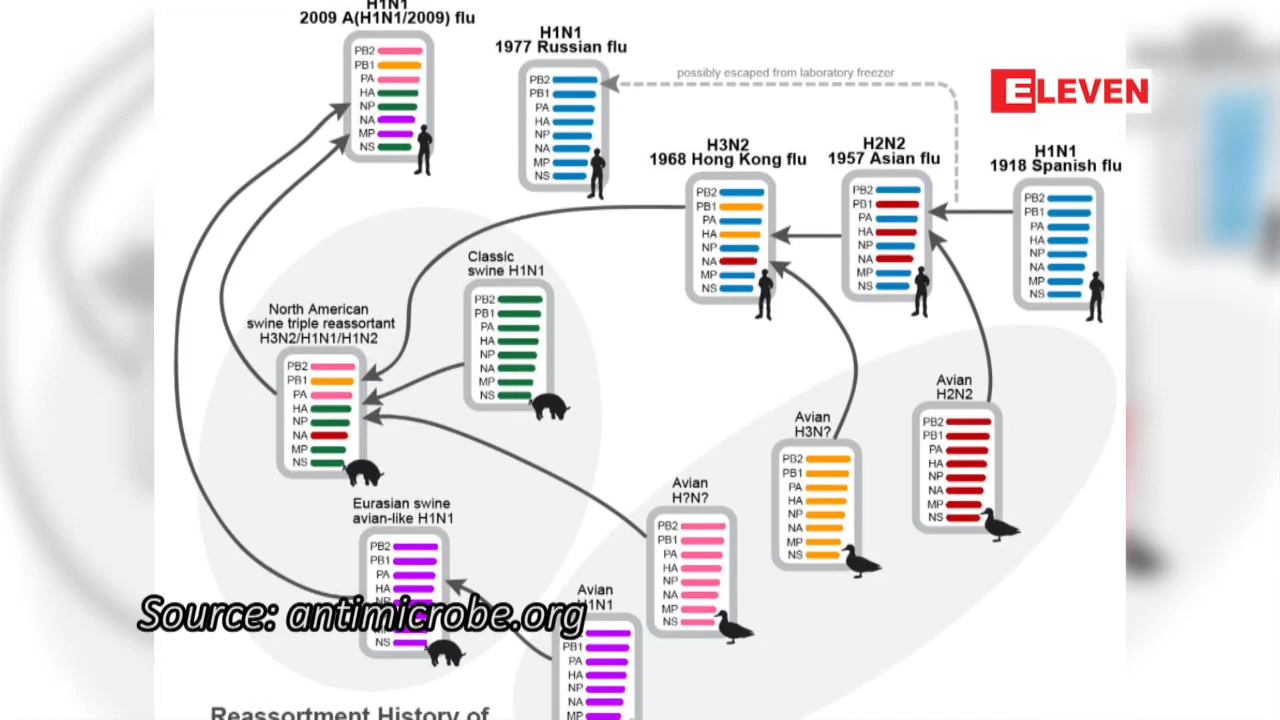 H1N1
2009 A(H1N1/2009) flu
PB2
PB1
PA
HA
NP
NA
MP
NS
H1N1
1977 Russian flu
PB2
PB1
PA
HA
NP
NA
MP
NS
possibly escaped from laboratory freezer
ELEVEN
H3N2
1968 Hong Kong flu
PB2
PB1
PA
HA
NP
NA
MP
NS
H2N2
1957 Asian flu
PB2
PB1
PA
HA
NP
NA
MP
NS
H1N1
1918 Spanish flu
PB2
PB1
PA
HA
NP
NA
MP
NS
Classic
swine H1N1
PB2
PB1
PA
HA
NP
NA
MP
NS
North American
swine triple reassortant
H3N2/H1N1/H1N2
PB2
PB1
PA
HA
NP
NA
MP
NS
Avian
H2N2
PB2
PB1
PA
HA
NP
NA
MP
NS
Avian
H3N?
PB2
PB1
PA
HA
NP
NA
MP
NS
Avian
H?N?
PB2
PB1
PA
HA
NP
NA
MP
NS
Eurasian swine
avian-like H1N1
PB2
PB1
PA
HA
NP
MP
NS
Source: antimicrobe.org
Avian
H1N1
PB1
PA
HA
NP
NA
MP
Reassortment History of